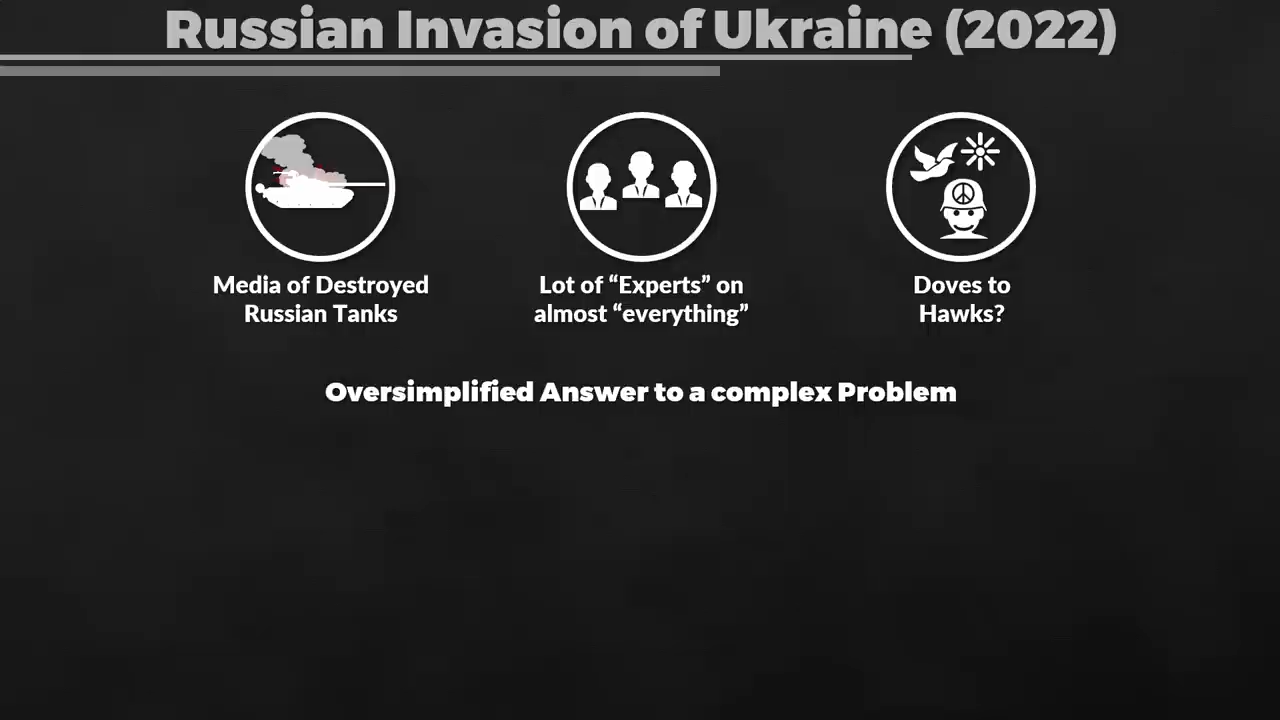 Russian Invasion of Ukraine (2022)
Media of Destroyed
Russian Tanks
Lot of “Experts” on
almost “everything”
Doves to
Hawks?
Oversimplified Answer to a complex Problem